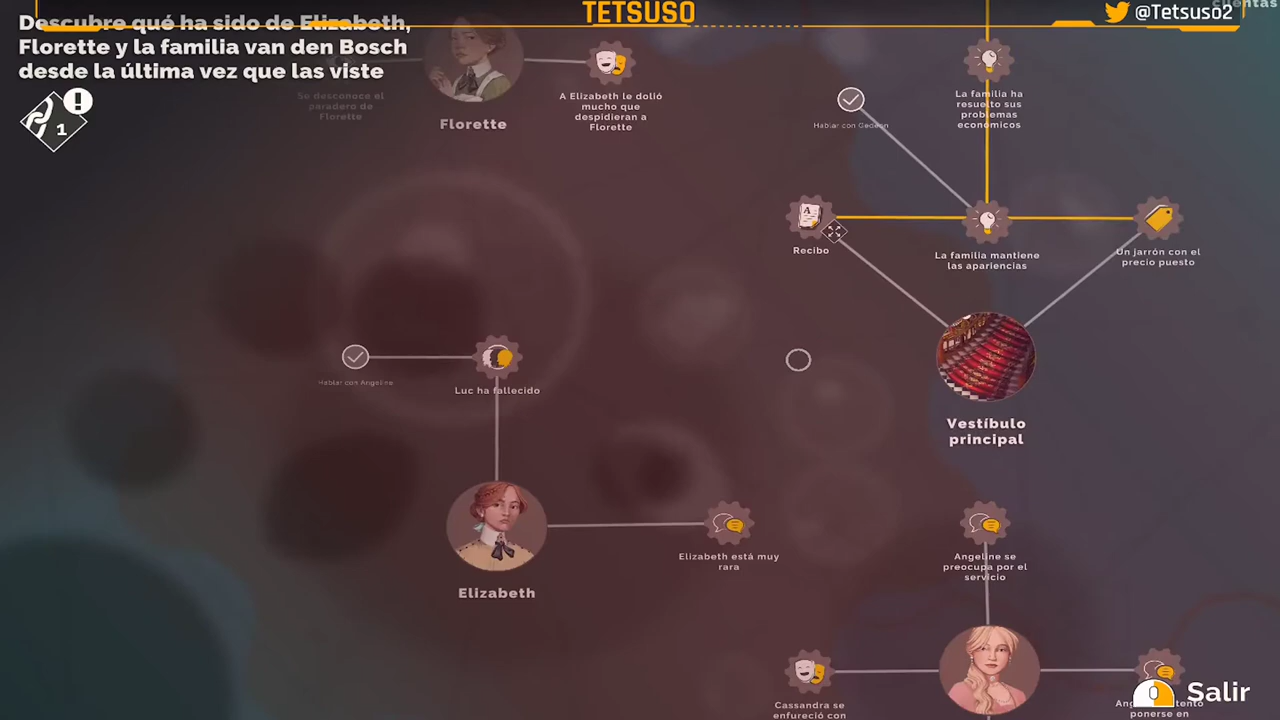 TETSUSO
@Tetsuso2
cuentas
Descubre qué ha sido de Elizabeth,
Florette y la familia van den Bosch
desde la última vez que las viste
1
Se desconoce el
paradero de
Florette
Florette
A Elizabeth le dolió
mucho que
despidieran a
Florette
Hablar con Gedeon
La familia ha
resuelto sus
problemas
económicos
Recibo
La familia mantiene
las apariencias
Un jarrón con el
precio puesto
Vestíbulo
principal
Hablar con Angeline
Luc ha fallecido
Elizabeth
Elizabeth está muy
rara
Angeline se
preocupa por el
servicio
Cassandra se
enfureció con
ponerse en
Salir